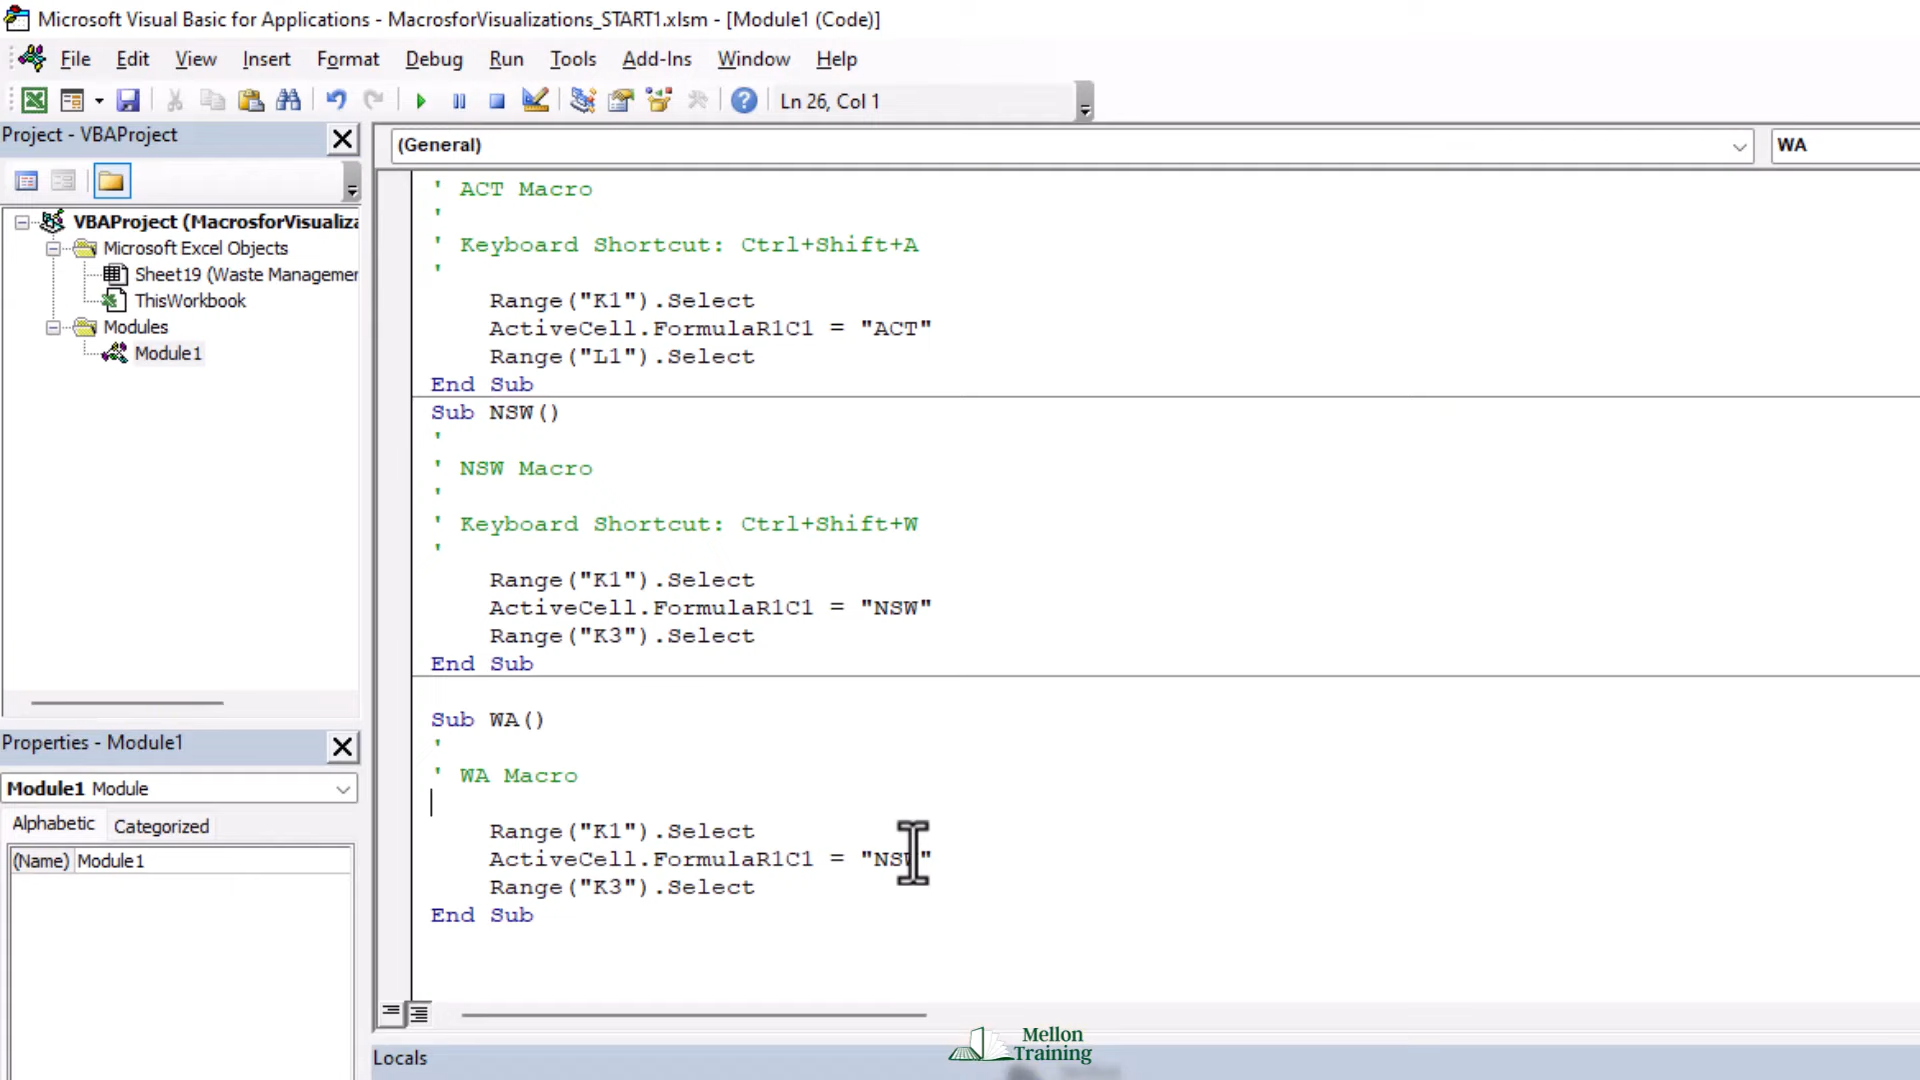 Microsoft Visual Basic for Applications - MacrosforVisualizations_START1.xlsm - [Module1 (Code)]
File Edit View Insert Format Debug Run Tools Add-Ins Window Help
Ln 26, Col 1
Project - VBAProject
(General)
WA
VBAProject (MacrosforVisualiza
Microsoft Excel Objects
Sheet19 (Waste Managemen
ThisWorkbook
Modules
Module1
' ACT Macro
'
' Keyboard Shortcut: Ctrl+Shift+A
'
Range("K1").Select
ActiveCell.FormulaR1C1 = "ACT"
Range("L1").Select
End Sub
Sub NSW()
'
' NSW Macro
'
' Keyboard Shortcut: Ctrl+Shift+W
'
Range("K1").Select
ActiveCell.FormulaR1C1 = "NSW"
Range("K3").Select
End Sub
Sub WA()
'
' WA Macro
Range("K1").Select
ActiveCell.FormulaR1C1 = "NSW"
Range("K3").Select
End Sub
Properties - Module1
Module1 Module
Alphabetic Categorized
(Name) Module1
Locals
Mellon
Training